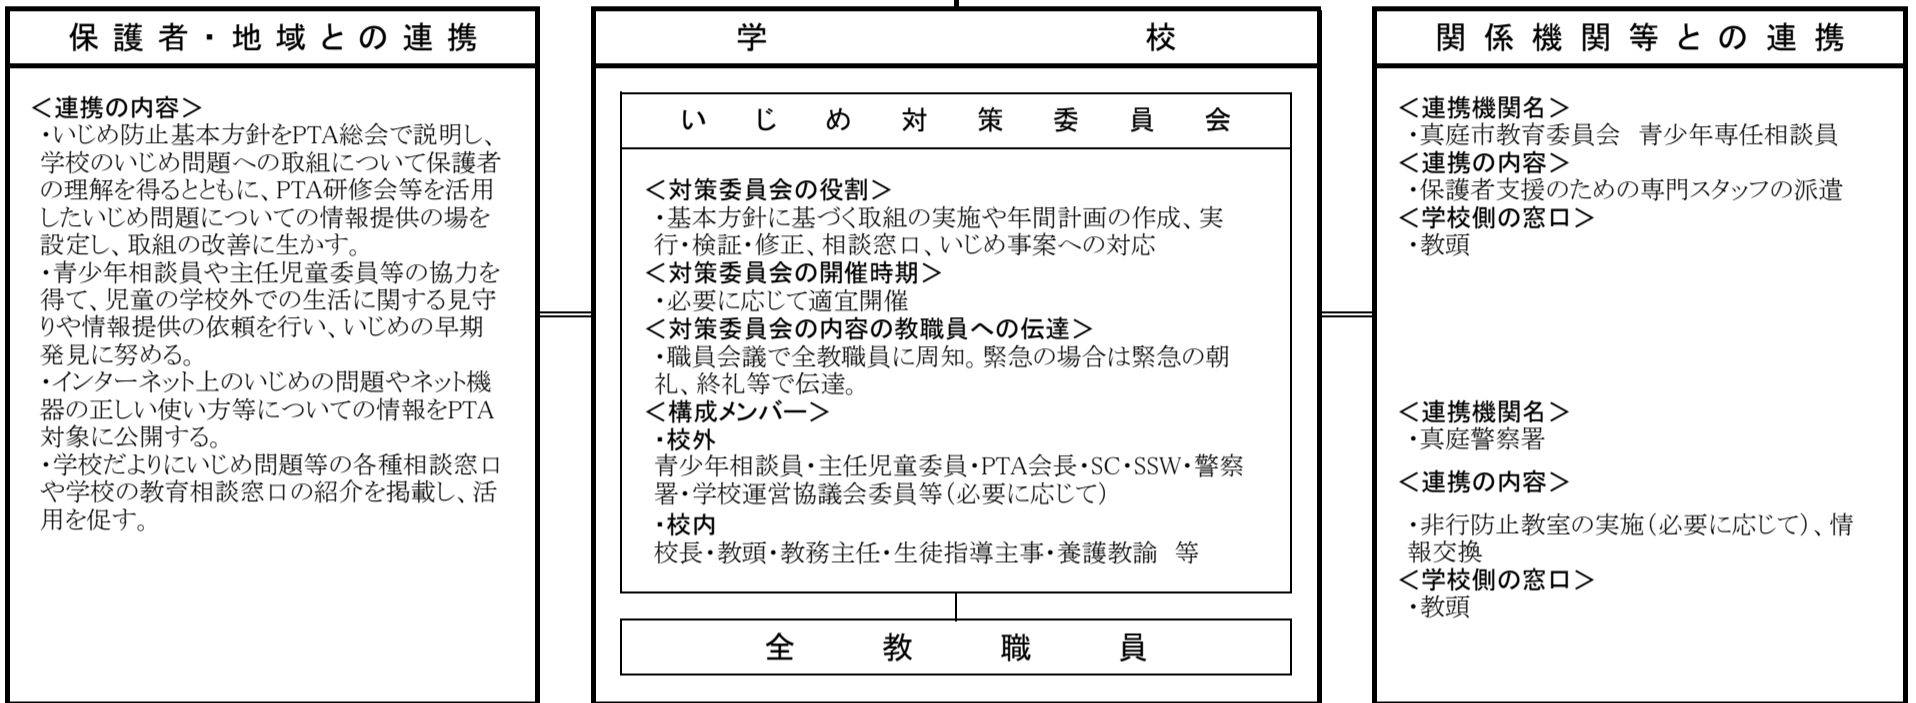 保護者・地域との連携
＜連携の内容＞
・いじめ防止基本方針をPTA総会で説明し、
学校のいじめ問題への取組について保護者
の理解を得るとともに、PTA研修会等を活用
したいじめ問題についての情報提供の場を
設定し、取組の改善に生かす。
・青少年相談員や主任児童委員等の協力を
得て、児童の学校外での生活に関する見守
りや情報提供の依頼を行い、いじめの早期
発見に努める。
・インターネット上のいじめの問題やネット機
器の正しい使い方等についての情報をPTA
対象に公開する。
・学校だよりにいじめ問題等の各種相談窓口
や学校の教育相談窓口の紹介を掲載し、活
用を促す。
学校
いじめ対策委員会
＜対策委員会の役割＞
・基本方針に基づく取組の実施や年間計画の作成、実
行・検証・修正、相談窓口、いじめ事案への対応
＜対策委員会の開催時期＞
・必要に応じて適宜開催
＜対策委員会の内容の教職員への伝達＞
・職員会議で全教職員に周知。緊急の場合は緊急の朝
礼、終礼等で伝達。
＜構成メンバー＞
・校外
青少年相談員・主任児童委員・PTA会長・SC・SSW・警察
署・学校運営協議会委員等（必要に応じて）
・校内
校長・教頭・教務主任・生徒指導主事・養護教諭　等
全教職員
関係機関等との連携
＜連携機関名＞
・真庭市教育委員会　青少年専任相談員
＜連携の内容＞
・保護者支援のための専門スタッフの派遣
＜学校側の窓口＞
・教頭
＜連携機関名＞
・真庭警察署
＜連携の内容＞
・非行防止教室の実施（必要に応じて）、情
報交換
＜学校側の窓口＞
・教頭